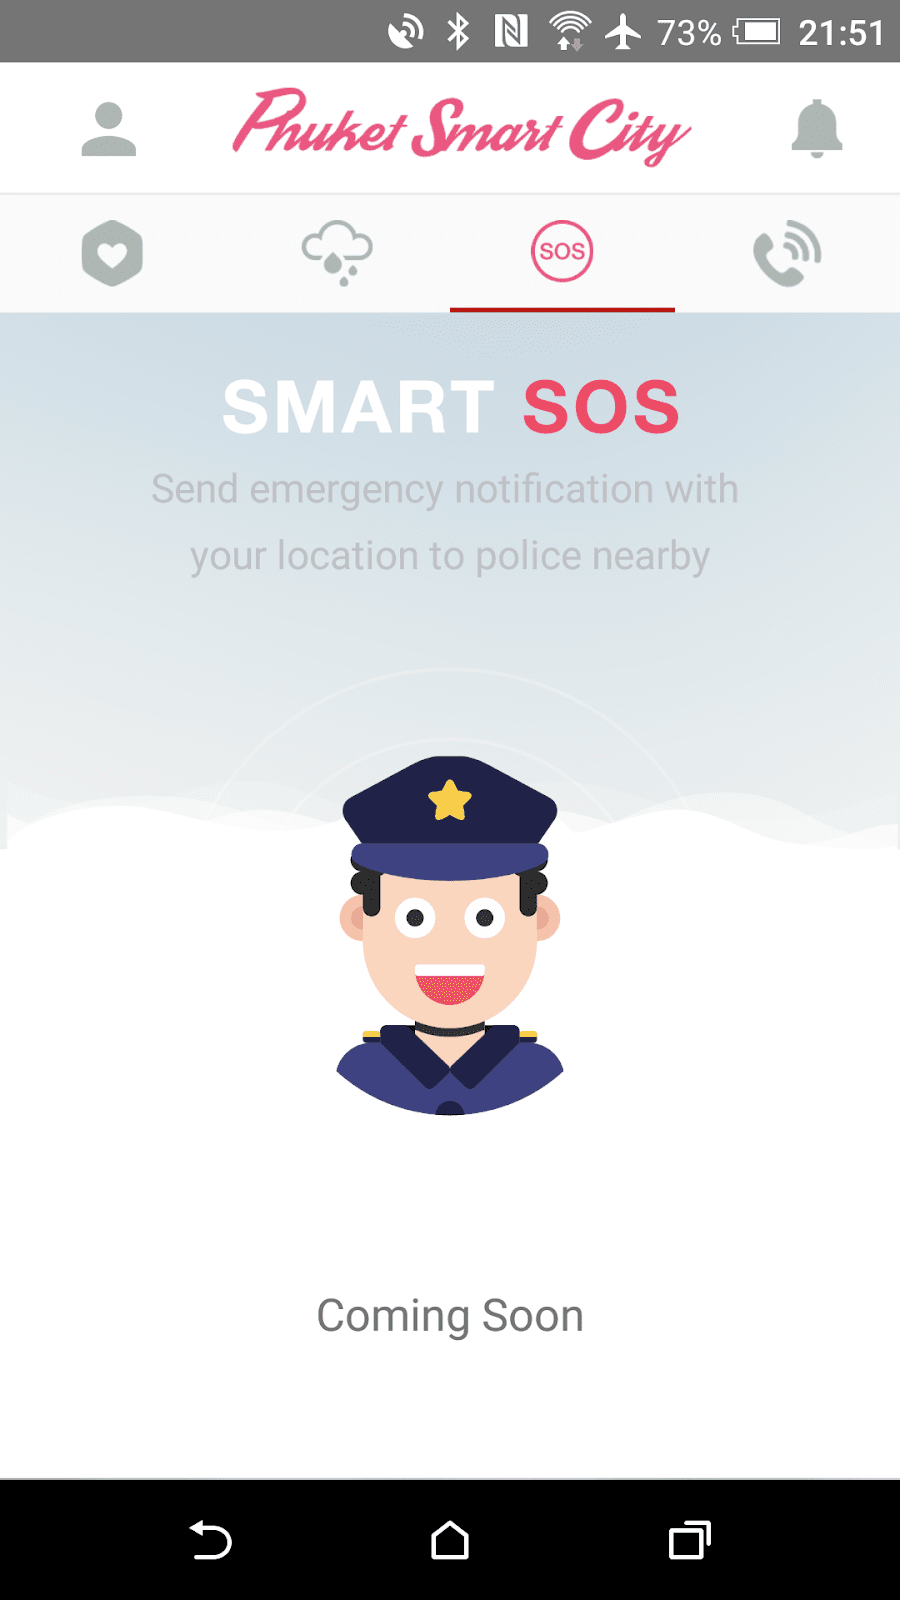 73% 21:51
Phuket Smart City
SOS
SMART SOS
Send emergency notification with
your location to police nearby
Coming Soon